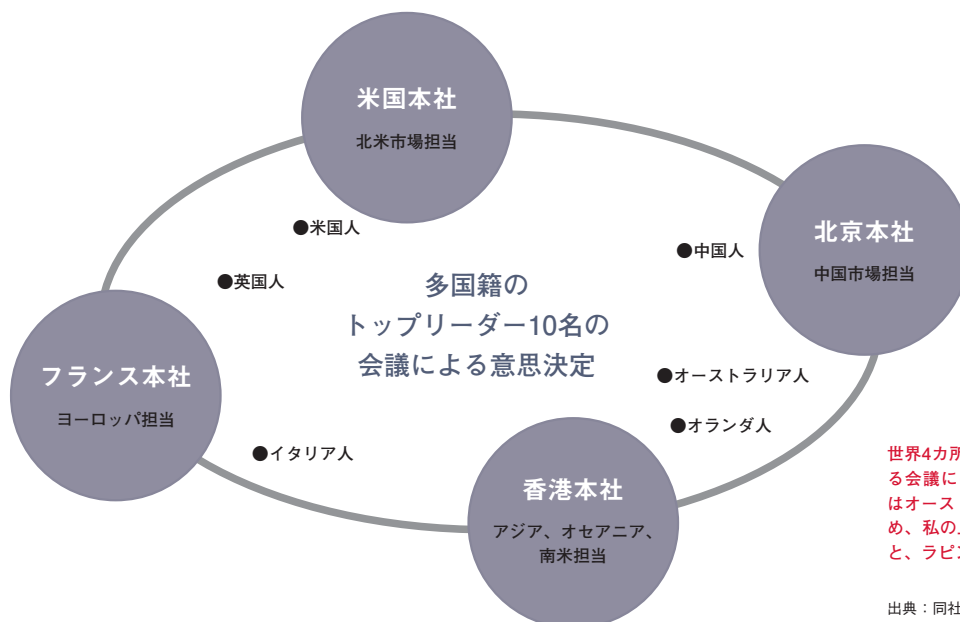 米国本社
北米市場担当
●米国人
●英国人
●中国人
北京本社
中国市場担当
多国籍の
トップリーダー10名の
会議による意思決定
フランス本社
ヨーロッパ担当
●オーストラリア人
●オランダ人
●イタリア人
香港本社
アジア、オセアニア、
南米担当
世界4カ所
る会議に
はオースト
め、私の
と、ラピ
出典：同社